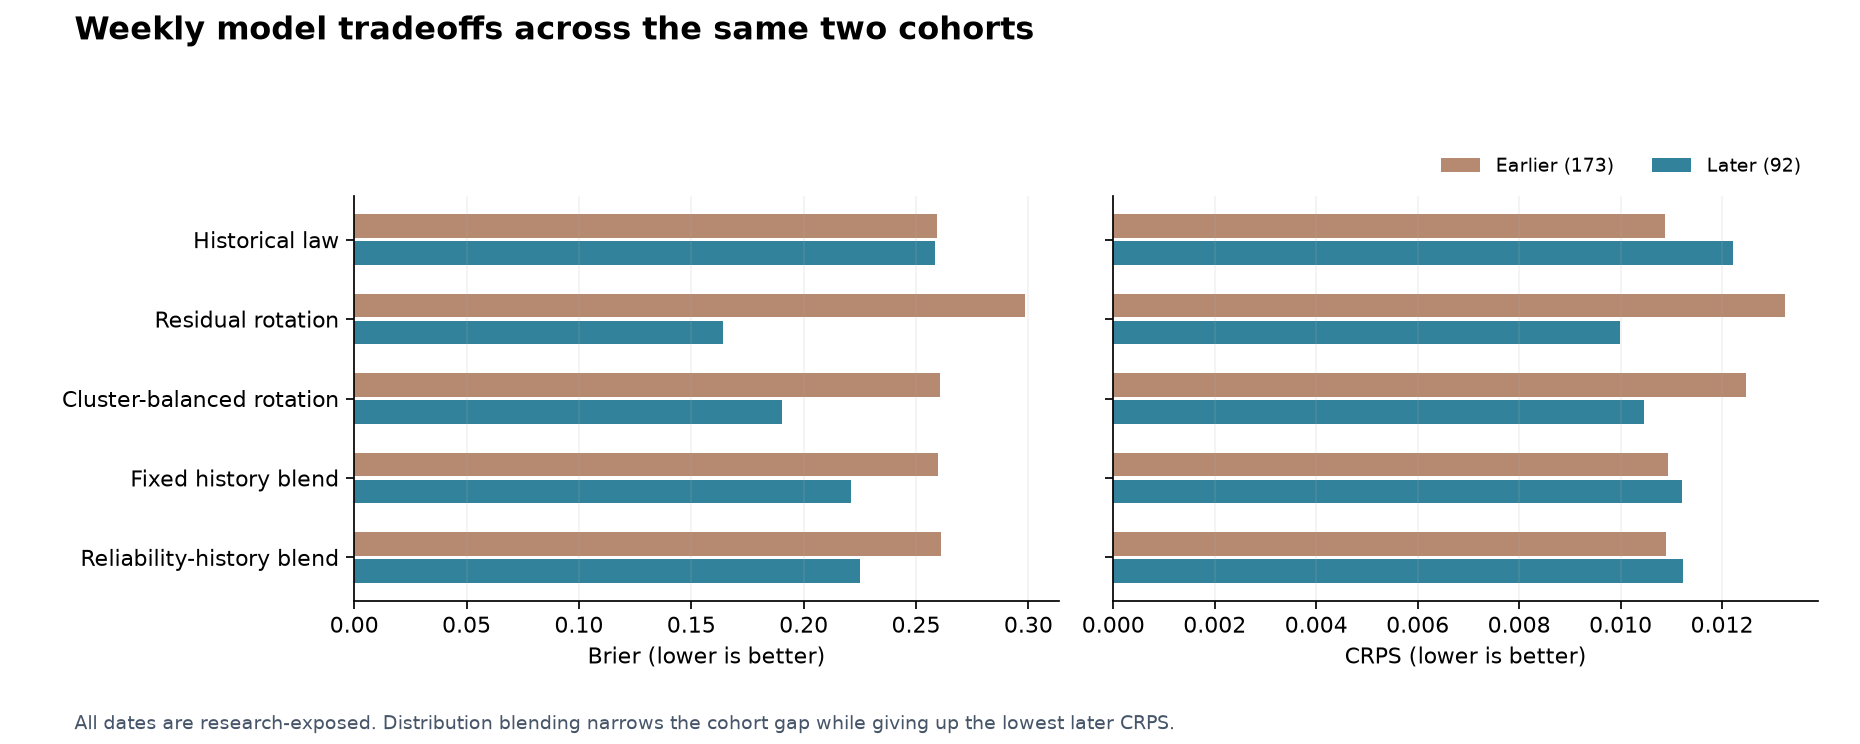 Weekly model tradeoffs across the same two cohorts
Earlier (173) Later (92)
Historical law
Residual rotation
Cluster-balanced rotation
Fixed history blend
Reliability-history blend
0.00 0.05 0.10 0.15 0.20 0.25 0.30
0.000 0.002 0.004 0.006 0.008 0.010 0.012
Brier (lower is better)
CRPS (lower is better)
All dates are research-exposed. Distribution blending narrows the cohort gap while giving up the lowest later CRPS.